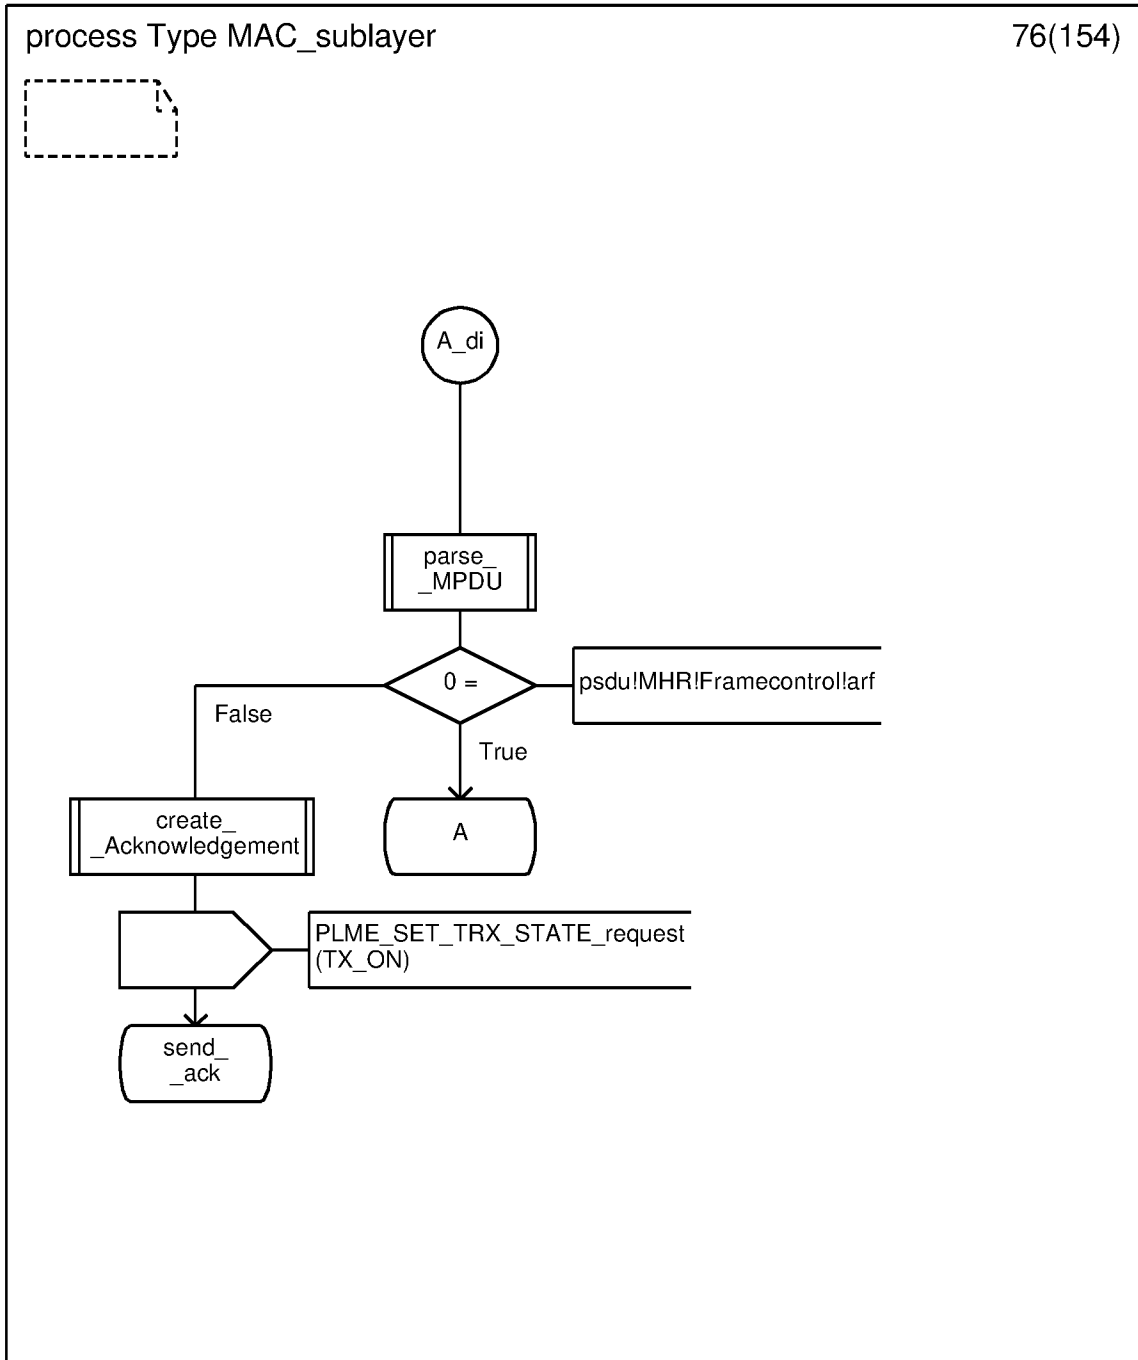 process Type MAC_sublayer
76(154)
A_di
parse_
_MPDU
0 =
psdu!MHR!Framecontrol!arf
False
True
create_
_Acknowledgement
A
PLME_SET_TRX_STATE_request
(TX_ON)
send_
_ack